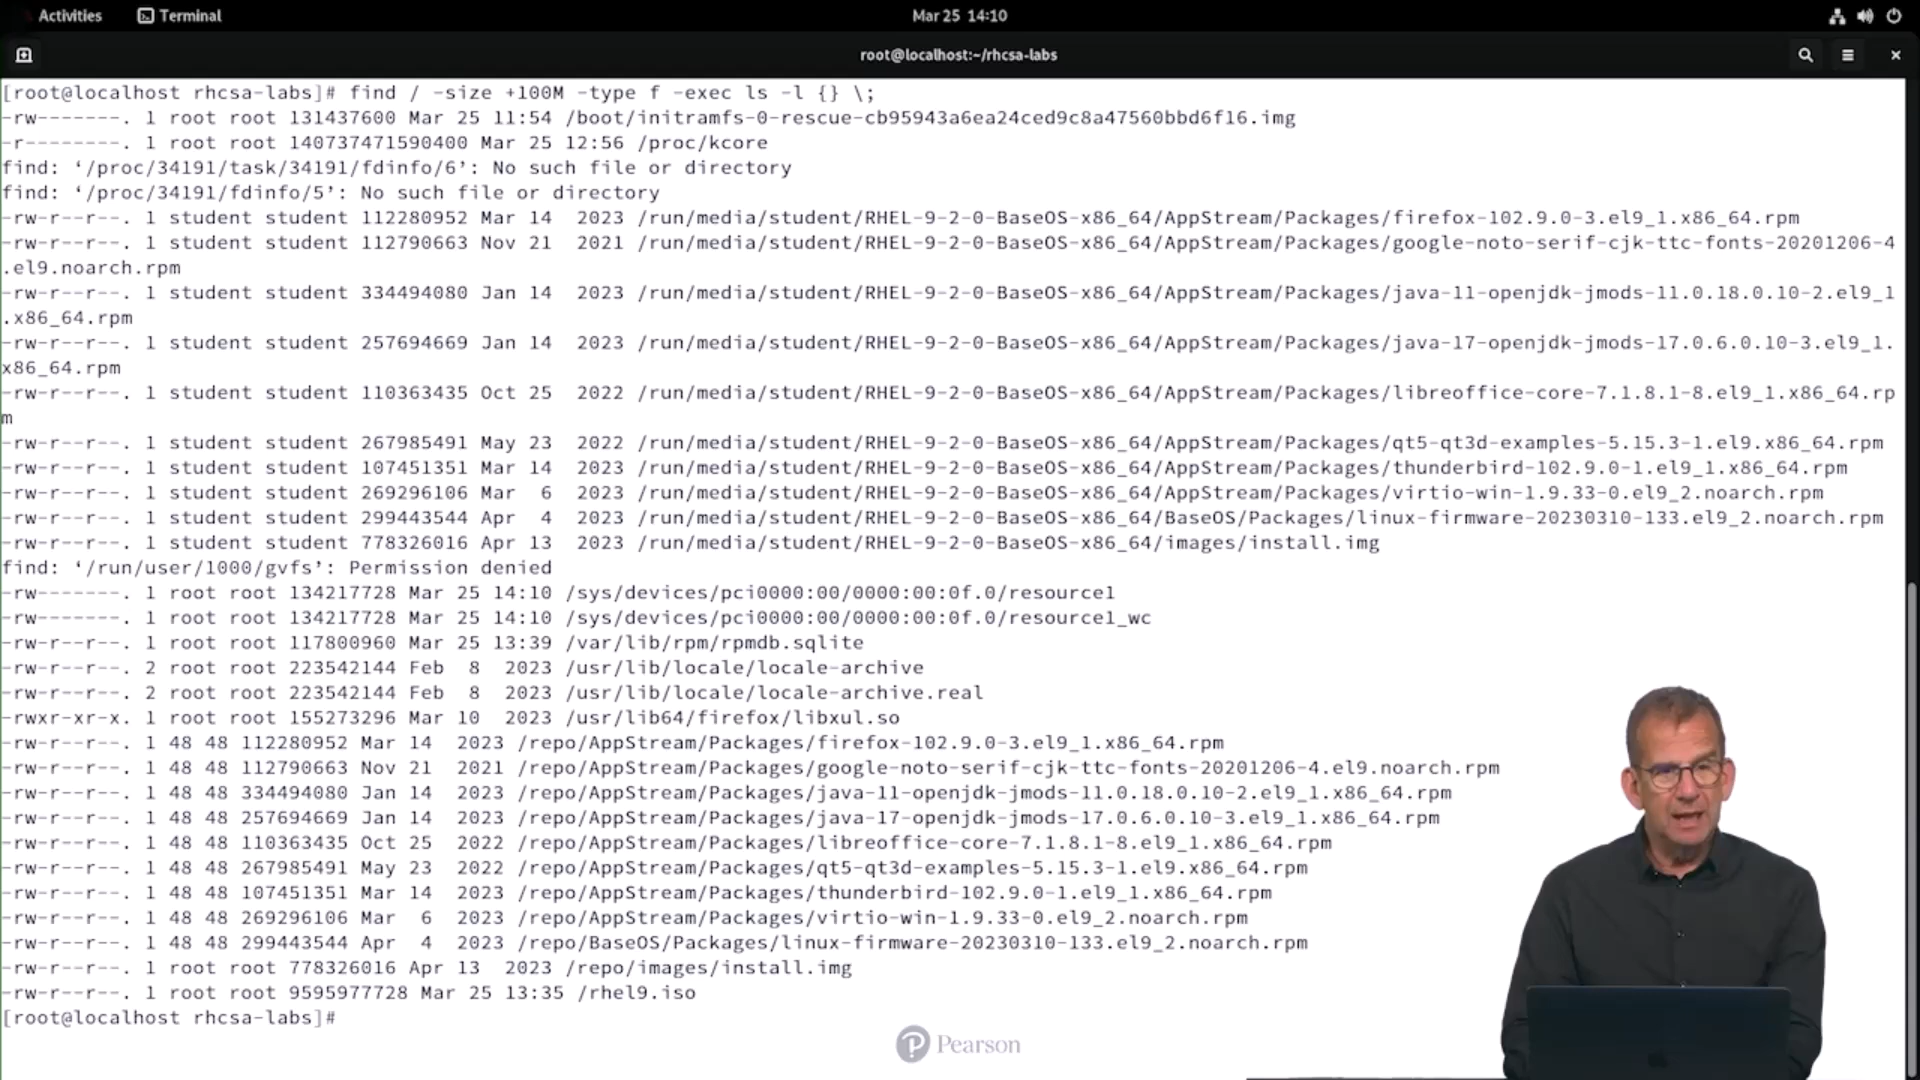 Activities
Terminal
Mar 25 14:10
root@localhost:~/rhcsa-labs
[root@localhost rhcsa-labs]# find / -size +100M -type f -exec ls -l {} \;
-rw-------. 1 root root 131437600 Mar 25 11:54 /boot/initramfs-0-rescue-cb95943a6ea24ced9c8a47560bbd6f16.img
-r--------. 1 root root 140737471590400 Mar 25 12:56 /proc/kcore
find: ‘/proc/34191/task/34191/fdinfo/6’: No such file or directory
find: ‘/proc/34191/fdinfo/5’: No such file or directory
-rw-r--r--. 1 student student 112280952 Mar 14  2023 /run/media/student/RHEL-9-2-0-BaseOS-x86_64/AppStream/Packages/firefox-102.9.0-3.el9_1.x86_64.rpm
-rw-r--r--. 1 student student 112790663 Nov 21  2021 /run/media/student/RHEL-9-2-0-BaseOS-x86_64/AppStream/Packages/google-noto-serif-cjk-ttc-fonts-20201206-4
.el9.noarch.rpm
-rw-r--r--. 1 student student 334494080 Jan 14  2023 /run/media/student/RHEL-9-2-0-BaseOS-x86_64/AppStream/Packages/java-11-openjdk-jmods-11.0.18.0.10-2.el9_1
.x86_64.rpm
-rw-r--r--. 1 student student 257694669 Jan 14  2023 /run/media/student/RHEL-9-2-0-BaseOS-x86_64/AppStream/Packages/java-17-openjdk-jmods-17.0.6.0.10-3.el9_1.
x86_64.rpm
-rw-r--r--. 1 student student 110363435 Oct 25  2022 /run/media/student/RHEL-9-2-0-BaseOS-x86_64/AppStream/Packages/libreoffice-core-7.1.8.1-8.el9_1.x86_64.rp
m
-rw-r--r--. 1 student student 267985491 May 23  2022 /run/media/student/RHEL-9-2-0-BaseOS-x86_64/AppStream/Packages/qt5-qt3d-examples-5.15.3-1.el9.x86_64.rpm
-rw-r--r--. 1 student student 107451351 Mar 14  2023 /run/media/student/RHEL-9-2-0-BaseOS-x86_64/AppStream/Packages/thunderbird-102.9.0-1.el9_1.x86_64.rpm
-rw-r--r--. 1 student student 269296106 Mar  6  2023 /run/media/student/RHEL-9-2-0-BaseOS-x86_64/AppStream/Packages/virtio-win-1.9.33-0.el9_2.noarch.rpm
-rw-r--r--. 1 student student 299443544 Apr  4  2023 /run/media/student/RHEL-9-2-0-BaseOS-x86_64/BaseOS/Packages/linux-firmware-20230310-133.el9_2.noarch.rpm
-rw-r--r--. 1 student student 778326016 Apr 13  2023 /run/media/student/RHEL-9-2-0-BaseOS-x86_64/images/install.img
find: ‘/run/user/1000/gvfs’: Permission denied
-rw-------. 1 root root 134217728 Mar 25 14:10 /sys/devices/pci0000:00/0000:00:0f.0/resource1
-rw-------. 1 root root 134217728 Mar 25 14:10 /sys/devices/pci0000:00/0000:00:0f.0/resource1_wc
-rw-r--r--. 1 root root 117800960 Mar 25 13:39 /var/lib/rpm/rpmdb.sqlite
-rw-r--r--. 2 root root 223542144 Feb  8  2023 /usr/lib/locale/locale-archive
-rw-r--r--. 2 root root 223542144 Feb  8  2023 /usr/lib/locale/locale-archive.real
-rwxr-xr-x. 1 root root 155273296 Mar 10  2023 /usr/lib64/firefox/libxul.so
-rw-r--r--. 1 48 48 112280952 Mar 14  2023 /repo/AppStream/Packages/firefox-102.9.0-3.el9_1.x86_64.rpm
-rw-r--r--. 1 48 48 112790663 Nov 21  2021 /repo/AppStream/Packages/google-noto-serif-cjk-ttc-fonts-20201206-4.el9.noarch.rpm
-rw-r--r--. 1 48 48 334494080 Jan 14  2023 /repo/AppStream/Packages/java-11-openjdk-jmods-11.0.18.0.10-2.el9_1.x86_64.rpm
-rw-r--r--. 1 48 48 257694669 Jan 14  2023 /repo/AppStream/Packages/java-17-openjdk-jmods-17.0.6.0.10-3.el9_1.x86_64.rpm
-rw-r--r--. 1 48 48 110363435 Oct 25  2022 /repo/AppStream/Packages/libreoffice-core-7.1.8.1-8.el9_1.x86_64.rpm
-rw-r--r--. 1 48 48 267985491 May 23  2022 /repo/AppStream/Packages/qt5-qt3d-examples-5.15.3-1.el9.x86_64.rpm
-rw-r--r--. 1 48 48 107451351 Mar 14  2023 /repo/AppStream/Packages/thunderbird-102.9.0-1.el9_1.x86_64.rpm
-rw-r--r--. 1 48 48 269296106 Mar  6  2023 /repo/AppStream/Packages/virtio-win-1.9.33-0.el9_2.noarch.rpm
-rw-r--r--. 1 48 48 299443544 Apr  4  2023 /repo/BaseOS/Packages/linux-firmware-20230310-133.el9_2.noarch.rpm
-rw-r--r--. 1 root root 778326016 Apr 13  2023 /repo/images/install.img
-rw-r--r--. 1 root root 9595977728 Mar 25 13:35 /rhel9.iso
[root@localhost rhcsa-labs]#
Pearson